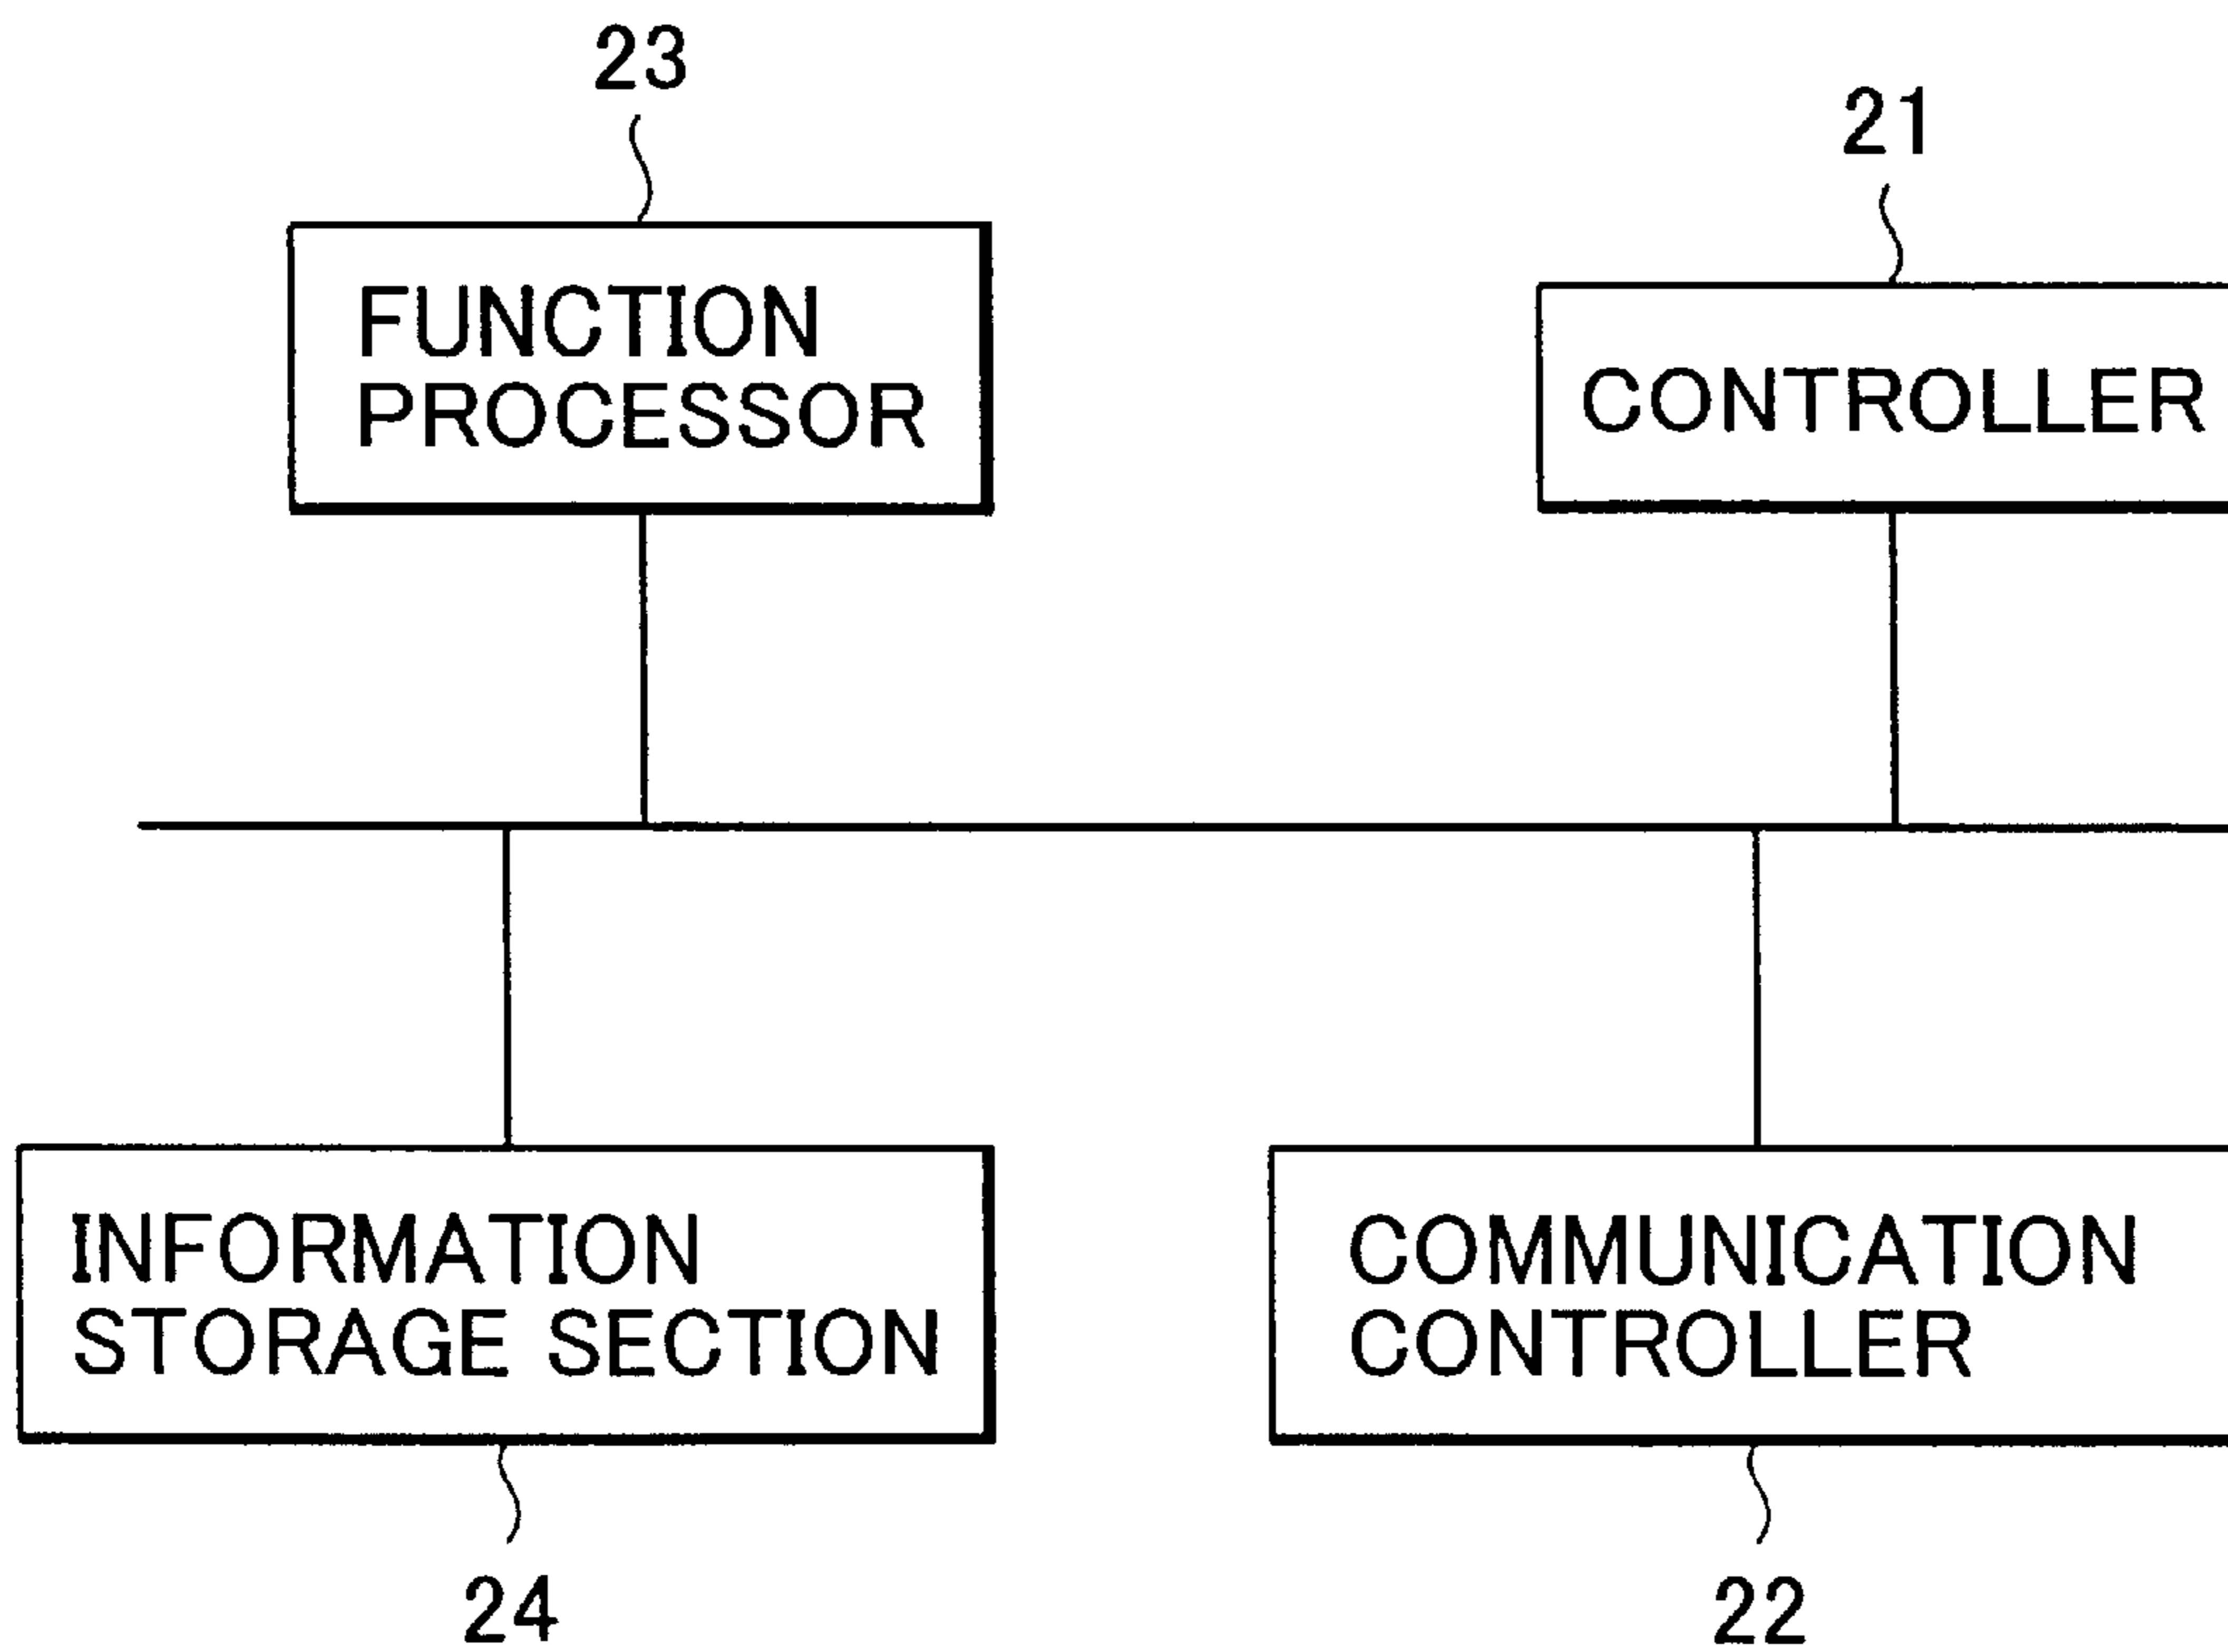 23
21
FUNCTION
PROCESSOR
CONTROLLER
INFORMATION
STORAGE SECTION
COMMUNICATION
CONTROLLER
24
22